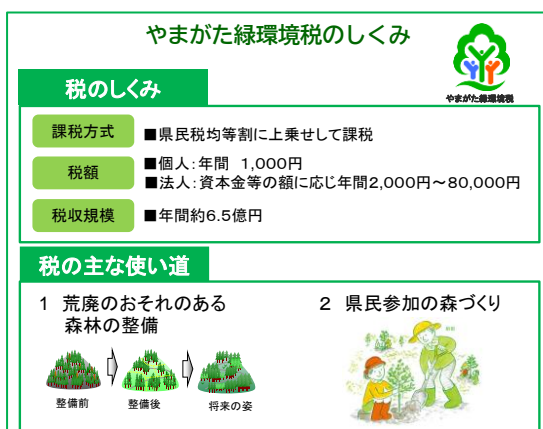 やまがた緑環境税のしくみ
やまがた緑環境税
税のしくみ
課税方式
■県民税均等割に上乗せして課税
税額
■個人:年間 1,000円
■法人:資本金等の額に応じ年間2,000円~80,000円
税収規模
■年間約6.5億円
税の主な使い道
1 荒廃のおそれのある
森林の整備
整備前
整備後
将来の姿
2 県民参加の森づくり